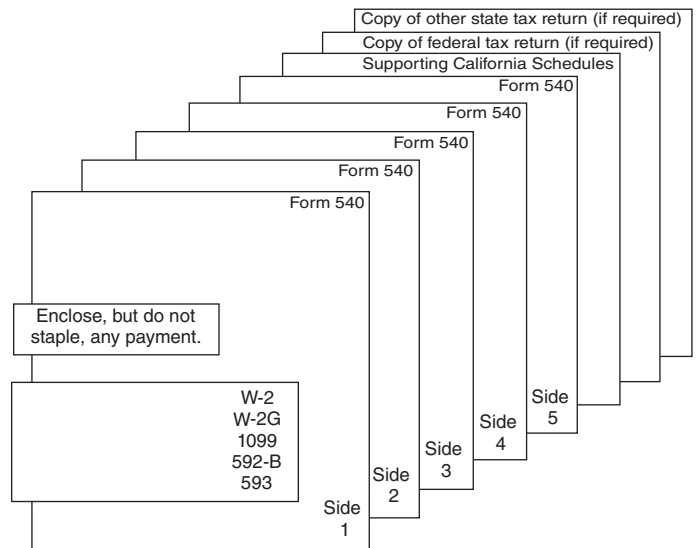 Copy of other state tax return (if required)
Copy of federal tax return (if required)
Supporting California Schedules
Form 540
Form 540
Form 540
Form 540
Form 540
Enclose, but do not
staple, any payment.
W-2
W-2G
1099
592-B
593
Side
1
Side
2
Side
3
Side
4
Side
5